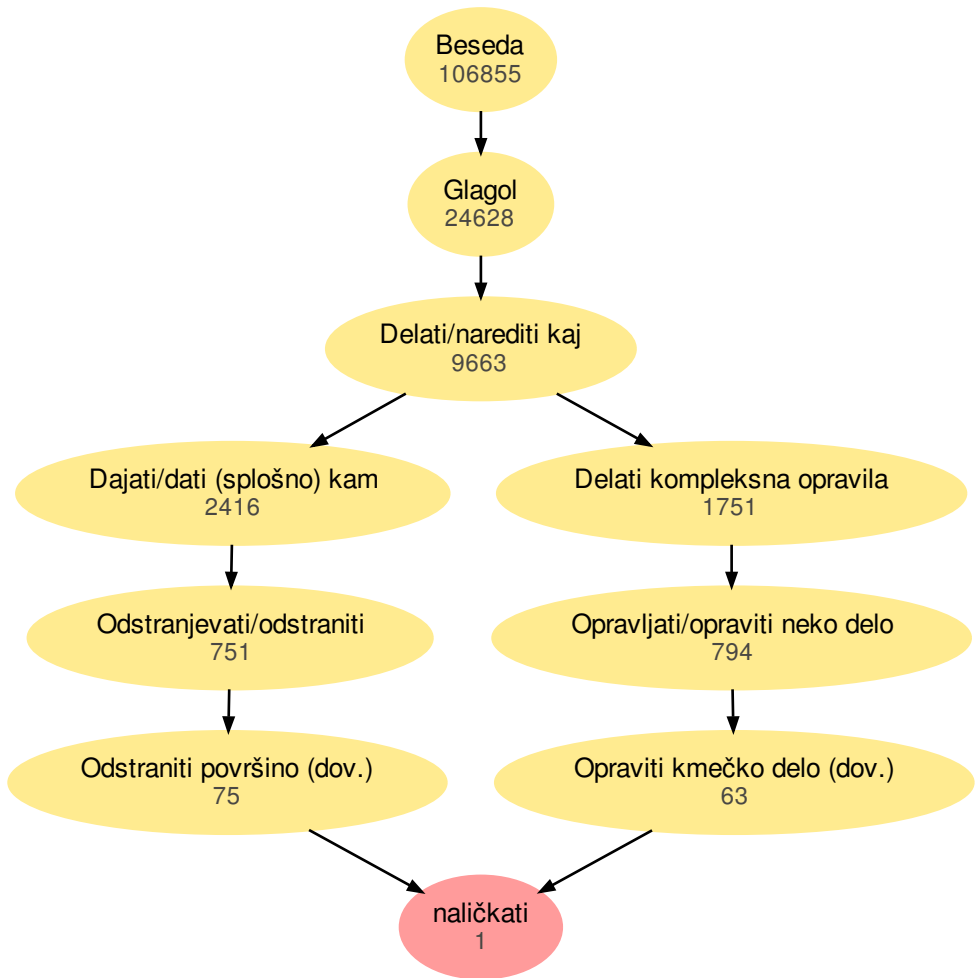 Beseda
106855
Glagol
24628
Delati/narediti kaj
9663
Dajati/dati (splošno) kam
2416
Delati kompleksna opravila
1751
Odstranjevati/odstraniti
751
Opravljati/opraviti neko delo
794
Odstraniti površino (dov.)
75
Opraviti kmečko delo (dov.)
63
naličkati
1